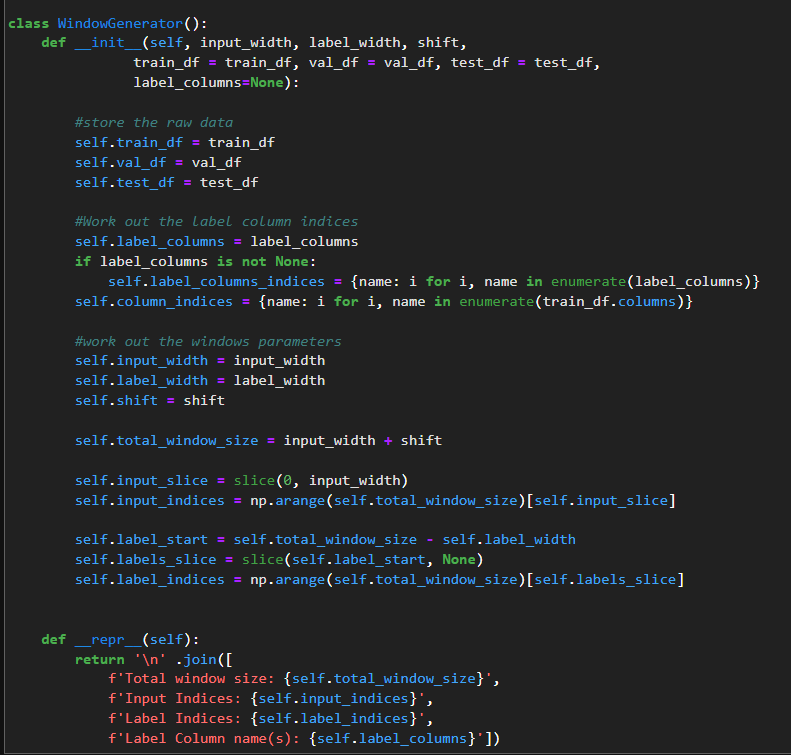 class WindowGenerator():
    def __init__(self, input_width, label_width, shift,
               train_df = train_df, val_df = val_df, test_df = test_df,
               label_columns=None):
        #store the raw data
        self.train_df = train_df
        self.val_df = val_df
        self.test_df = test_df
        #Work out the label column indices
        self.label_columns = label_columns
        if label_columns is not None:
            self.label_columns_indices = {name: i for i, name in enumerate(label_columns)}
        self.column_indices = {name: i for i, name in enumerate(train_df.columns)}
        #work out the windows parameters
        self.input_width = input_width
        self.label_width = label_width
        self.shift = shift
        self.total_window_size = input_width + shift
        self.input_slice = slice(0, input_width)
        self.input_indices = np.arange(self.total_window_size)[self.input_slice]
        self.label_start = self.total_window_size - self.label_width
        self.labels_slice = slice(self.label_start, None)
        self.label_indices = np.arange(self.total_window_size)[self.labels_slice]
    def __repr__(self):
        return '\n' .join([
            f'Total window size: {self.total_window_size}',
            f'Input Indices: {self.input_indices}',
            f'Label Indices: {self.label_indices}',
            f'Label Column name(s): {self.label_columns}'])